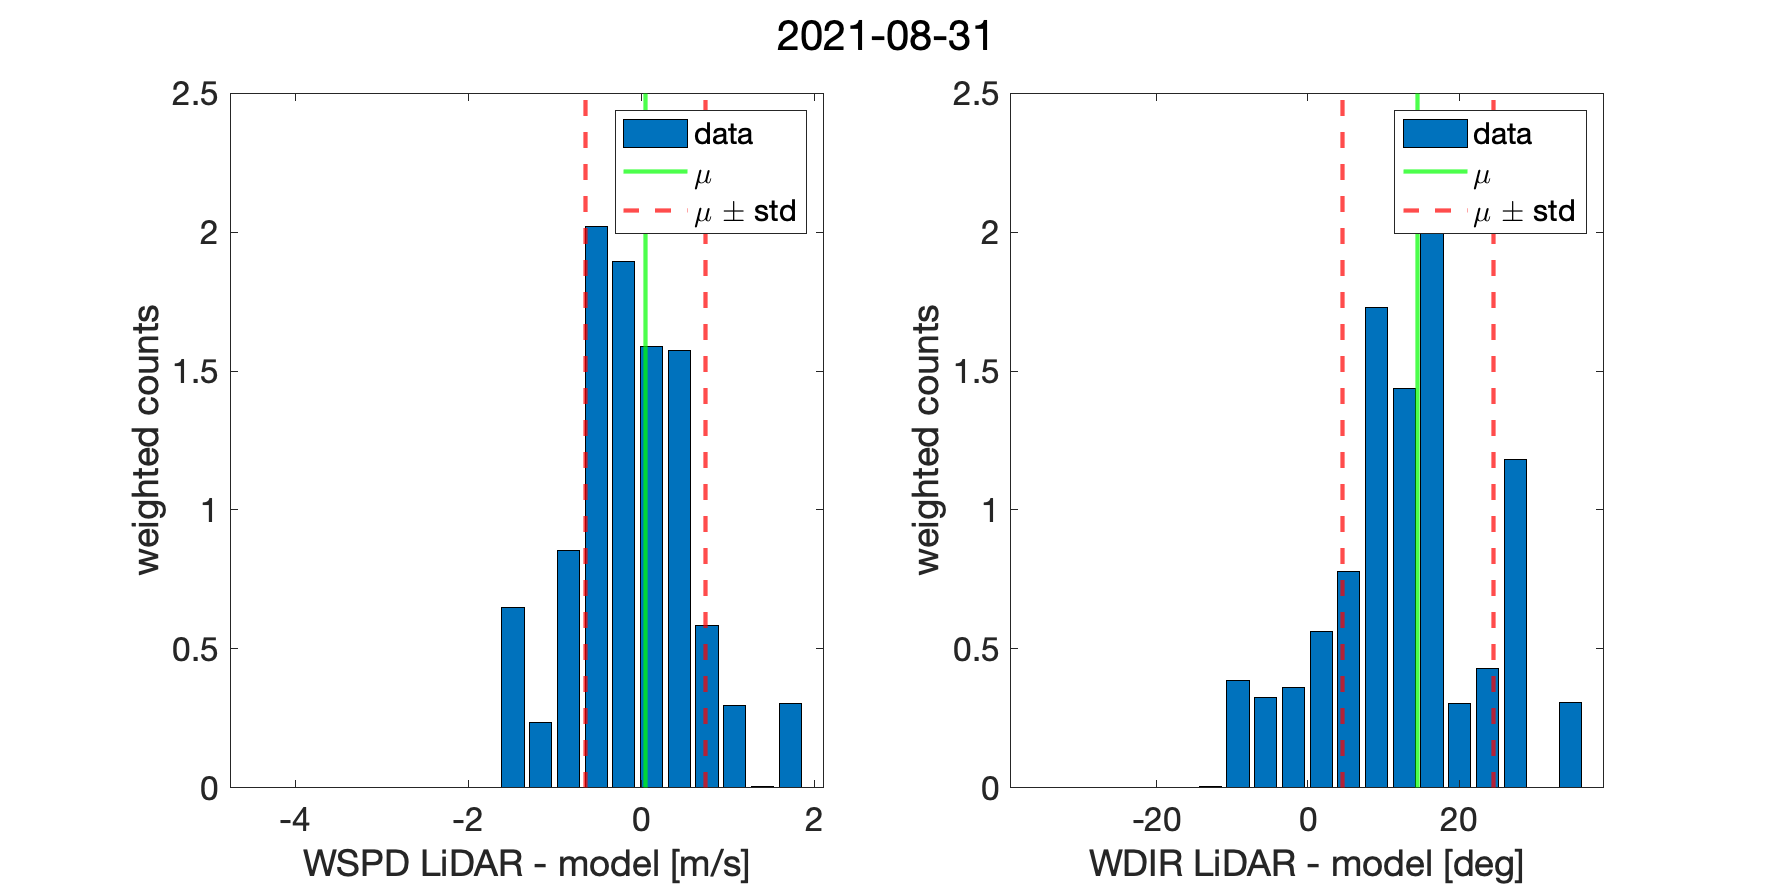 2021-08-31
2.5
2
1.5
1
0.5
0
weighted counts
-4
-2
0
2
WSPD LiDAR - model [m/s]
data
μ
μ ± std
2.5
2
1.5
1
0.5
0
weighted counts
-20
0
20
WDIR LiDAR - model [deg]
data
μ
μ ± std